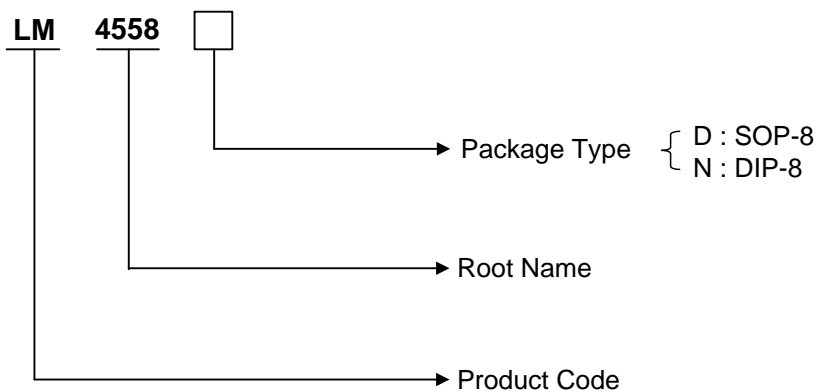 LM 4558
Package Type D : SOP-8
N : DIP-8
Root Name
Product Code